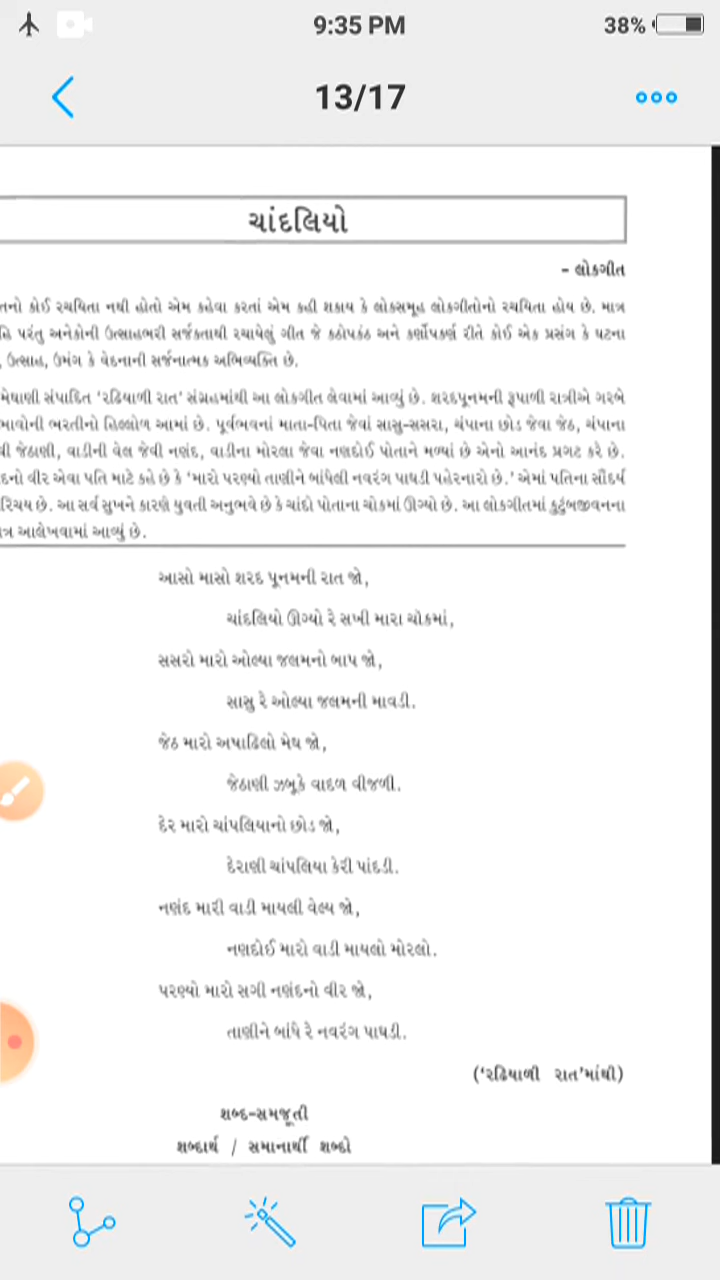 9:35 PM
38%
13/17
ચાંદલિયો
- લોકગીત
તનો કોઈ રચયિતા નથી હોતો એમ કહેવા કરતાં એમ કહી શકાય કે લોકસમૂહ લોકગીતોનો રચયિતા હોય છે. માત્ર
હિ પરંતુ અનેકોની ઉત્સાહભરી સર્જકતાથી રચાયેલું ગીત જે કંઠોપકંઠ અને કર્ણોપકર્ણ રીતે કોઈ એક પ્રસંગ કે ઘટના
, ઉત્સાહ, ઉમંગ કે વેદનાની સર્જનાત્મક અભિવ્યક્તિ છે.
મેઘાણી સંપાદિત ‘રઢિયાળી રાત’ સંગ્રહમાંથી આ લોકગીત લેવામાં આવ્યું છે. શરદપૂનમની રૂપાળી રાત્રીએ ગરબે
માવોની ભરતીનો હિલ્લોળ આમાં છે. પૂર્વભવનાં માતા-પિતા જેવાં સાસુ-સસરા, ચંપાના છોડ જેવા જેઠ, ચંપાના
વી જેઠાણી, વાડીની વેલ જેવી નણંદ, વાડીના મોરલા જેવા નણદોઈ પોતાને મળ્યાં છે એનો આનંદ પ્રગટ કરે છે.
દનો વીર એવા પતિ માટે કહે છે કે ‘મારો પરણ્યો તાણીને બાંધેલી નવરંગ પાઘડી પહેરનારો છે.’ એમાં પતિના સૌંદર્ય
રિચય છે. આ સર્વ સુખને કારણે યુવતી અનુભવે છે કે ચાંદો પોતાના ચોકમાં ઊગ્યો છે. આ લોકગીતમાં કુટુંબજીવનના
ત્ર આલેખવામાં આવ્યું છે.
આસો માસો શરદ પૂનમની રાત જો,
ચાંદલિયો ઊગ્યો રે સખી મારા ચોકમાં,
સસરો મારો ઓલ્યા જલમનો બાપ જો,
સાસુ રે ઓલ્યા જલમની માવડી.
જેઠ મારો અષાઢિલો મેઘ જો,
જેઠાણી ઝબૂકે વાદળ વીજળી.
દેર મારો ચાંપલિયાનો છોડ જો,
દેરાણી ચાંપલિયા કેરી પાંદડી.
નણંદ મારી વાડી માયલી વેલ્ય જો,
નણદોઈ મારો વાડી માયલો મોરલો.
પરણ્યો મારો સગી નણંદનો વીર જો,
તાણીને બાંધે રે નવરંગ પાઘડી.
(‘રઢિયાળી રાત’માંથી)
શબ્દ-સમજૂતી
શબ્દાર્થ / સમાનાર્થી શબ્દો